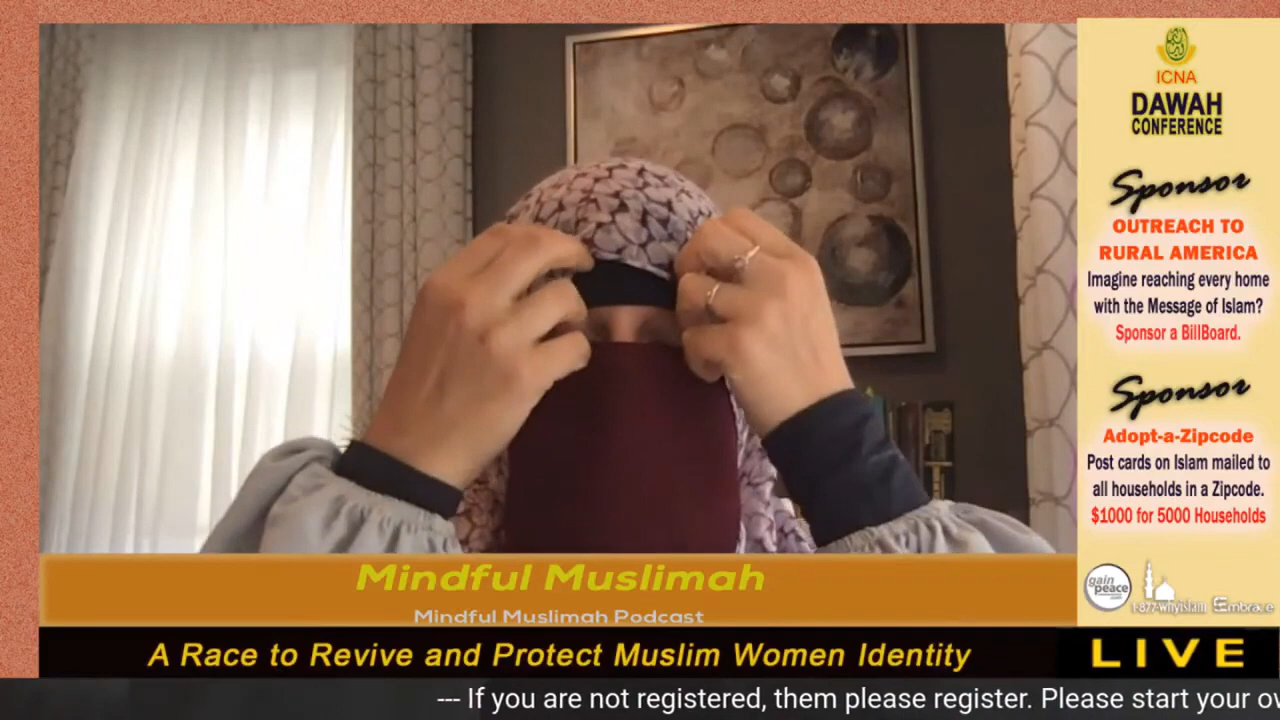 ICNA
DAWAH
CONFERENCE
Sponsor
OUTREACH TO
RURAL AMERICA
Imagine reaching every home
with the Message of Islam?
Sponsor a BillBoard.
Sponsor
Adopt-a-Zipcode
Post cards on Islam mailed to
all households in a Zipcode.
$1000 for 5000 Households
gain
peace
.com
1-877-whyislam
Embrace
Mindful Muslimah
Mindful Muslimah Podcast
A Race to Revive and Protect Muslim Women Identity
LIVE
--- If you are not registered, them please register. Please start your